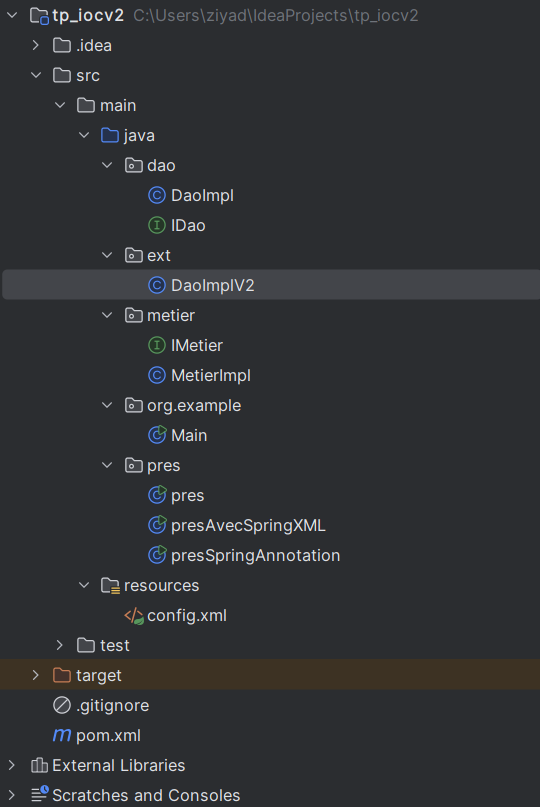 tp_iocv2 C:\Users\ziyad\IdeaProjects\tp_iocv2
.idea
src
main
java
dao
DaoImpl
IDao
ext
DaoImplV2
metier
IMetier
MetierImpl
org.example
Main
pres
pres
presAvecSpringXML
presSpringAnnotation
resources
config.xml
test
target
.gitignore
pom.xml
External Libraries
Scratches and Consoles